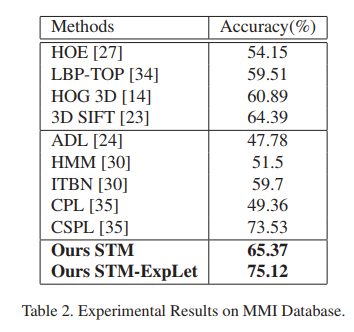 Methods Accuracy(%)
HOE [27] 54.15
LBP-TOP [34] 59.51
HOG 3D [14] 60.89
3D SIFT [23] 64.39
ADL [24] 47.78
HMM [30] 51.5
ITBN [30] 59.7
CPL [35] 49.36
CSPL [35] 73.53
Ours STM 65.37
Ours STM-ExpLet 75.12
Table 2. Experimental Results on MMI Database.